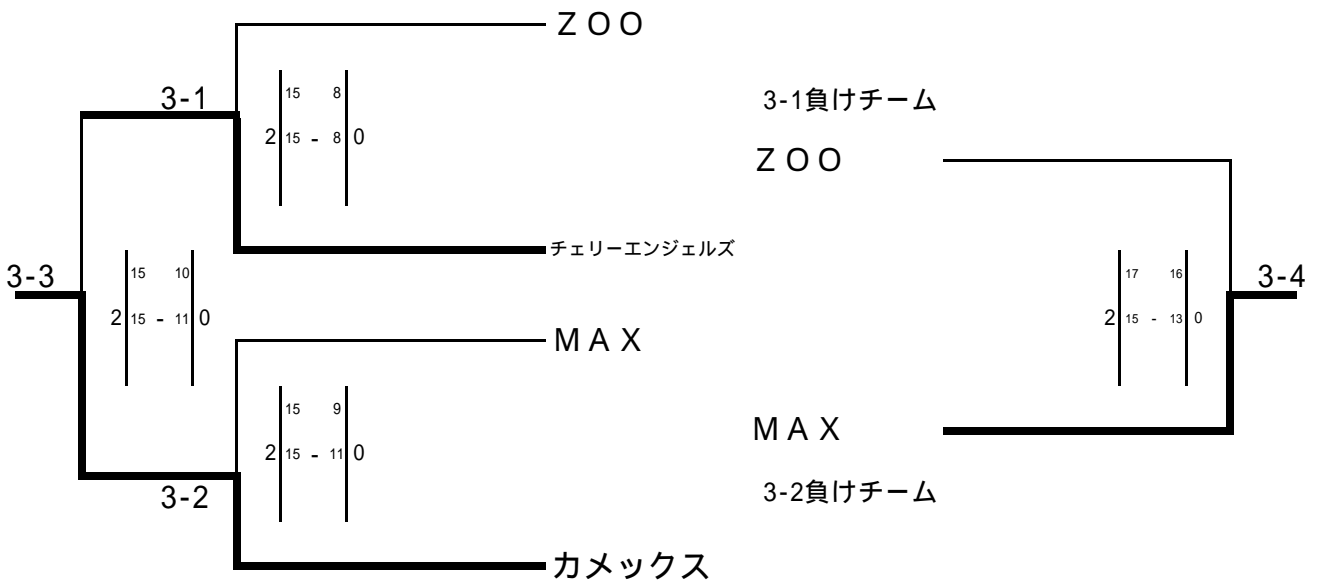 ＺＯＯ
3-1
15 8
2 15 - 8 0
チェリーエンジェルズ
3-3
15 10
2 15 - 11 0
ＭＡＸ
15 9
2 15 - 11 0
3-2
カメックス
3-1負けチーム
ＺＯＯ
17 16
2 15 - 13 0
3-4
ＭＡＸ
3-2負けチーム